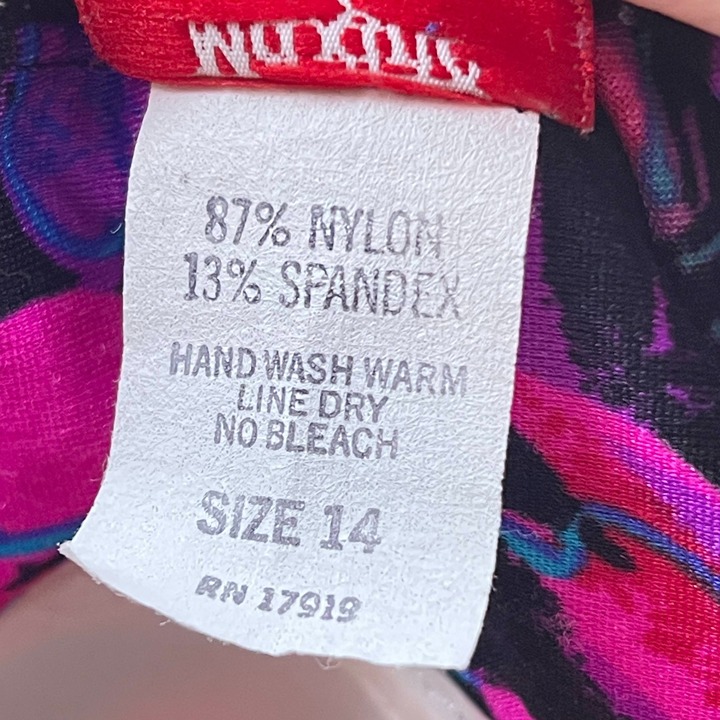 87% NYLON
13% SPANDEX
HAND WASH WARM
LINE DRY
NO BLEACH
SIZE 14
RN 17919